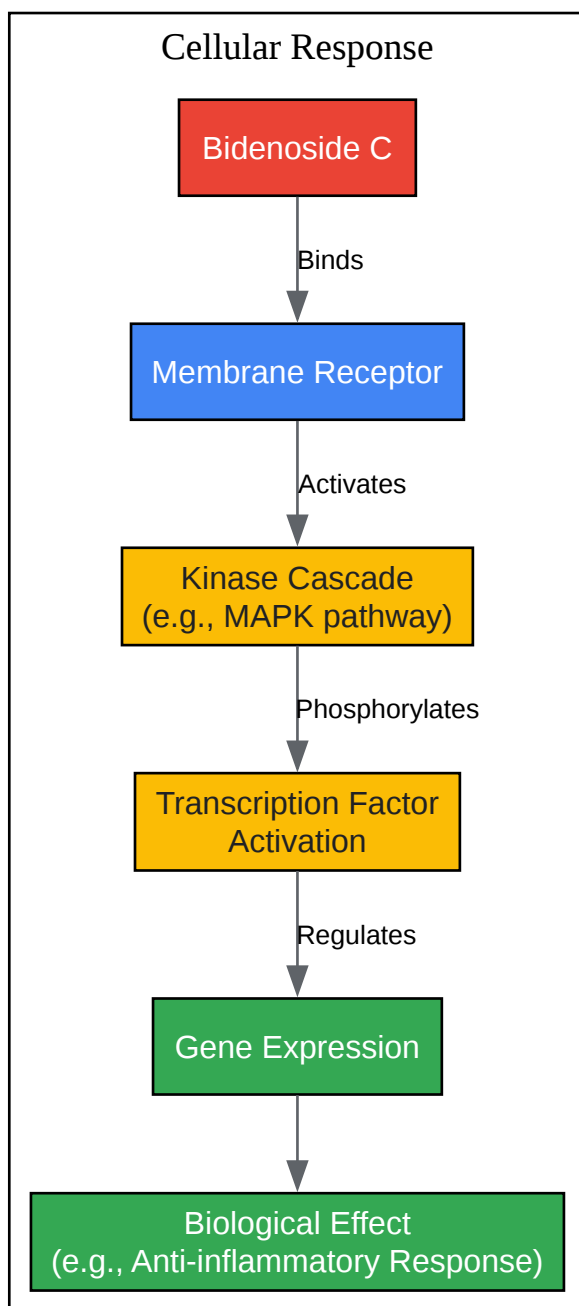 Cellular Response
Bidenoside C
Binds
Membrane Receptor
Activates
Kinase Cascade
(e.g., MAPK pathway)
Phosphorylates
Transcription Factor
Activation
Regulates
Gene Expression
Biological Effect
(e.g., Anti-inflammatory Response)